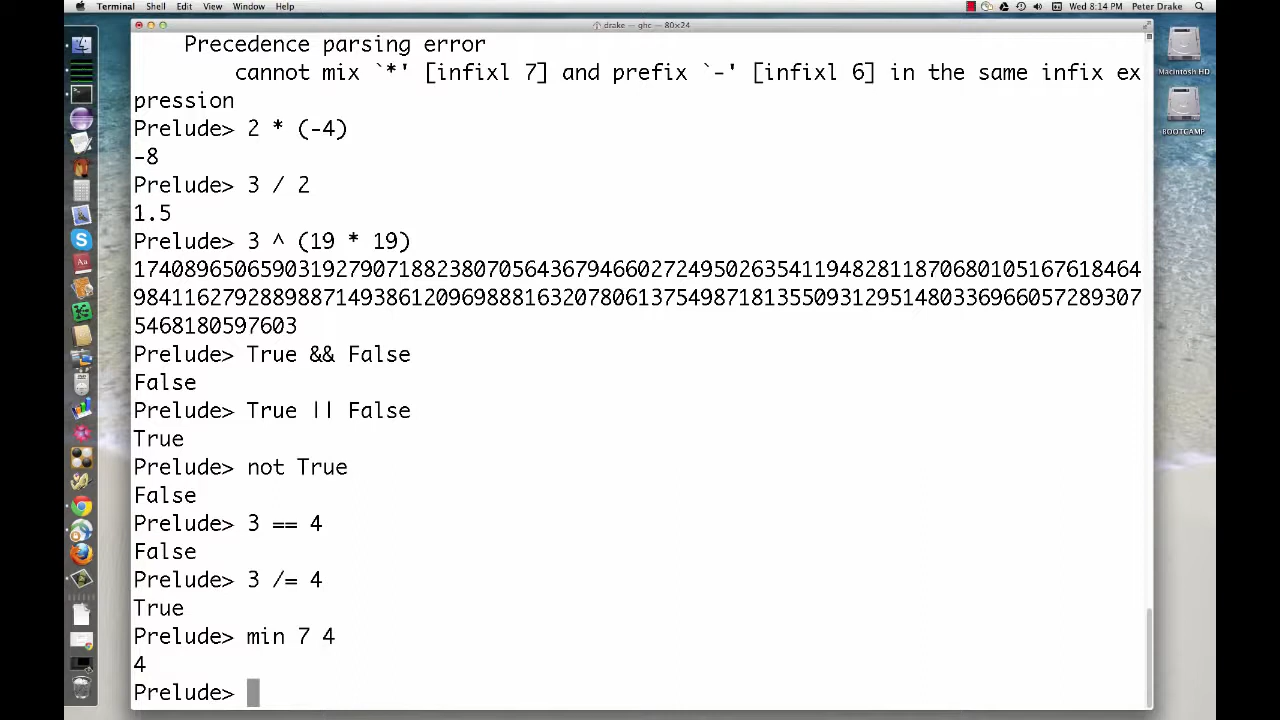 Terminal Shell Edit View Window Help
Wed 8:14 PM Peter Drake
drake — ghc — 80×24
Precedence parsing error
cannot mix `*' [infixl 7] and prefix `-' [infixl 6] in the same infix ex
pression
Prelude> 2 * (-4)
-8
Prelude> 3 / 2
1.5
Prelude> 3 ^ (19 * 19)
17408965065903192790718823807056436794660272495026354119482811870680105167618464
98411627928898871493861209698881632078061375498718135509312951480336966057289307
5468180597603
Prelude> True && False
False
Prelude> True || False
True
Prelude> not True
False
Prelude> 3 == 4
False
Prelude> 3 /= 4
True
Prelude> min 7 4
4
Prelude>
Macintosh HD
BOOTCAMP